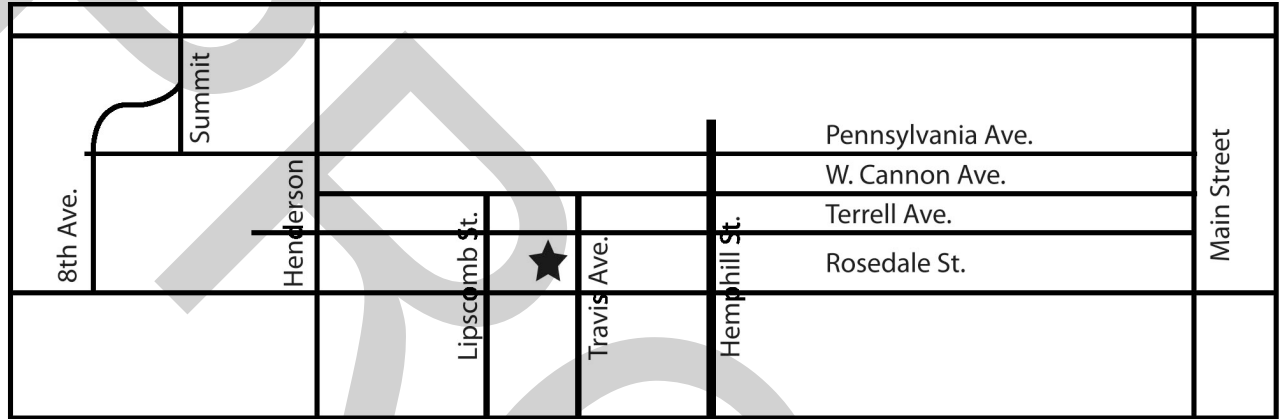 Summit
Pennsylvania Ave.
W. Cannon Ave.
Terrell Ave.
Rosedale St.
8th Ave.
Henderson
Lipscomb St.
Travis Ave.
Hemphill St.
Main Street